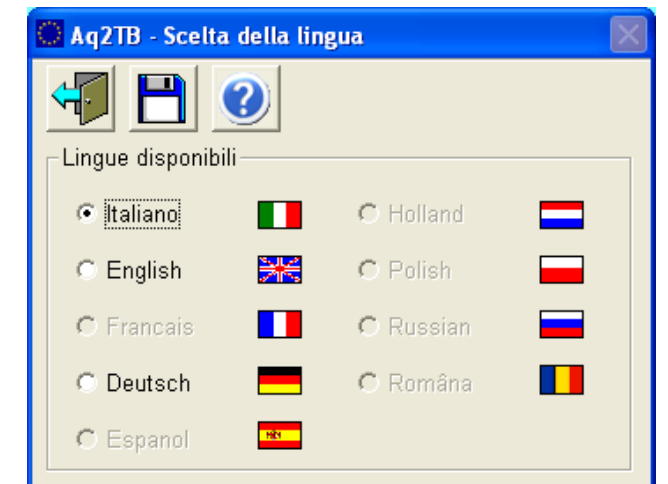 Aq2TB - Scelta della lingua
Lingue disponibili
Italiano
Holland
English
Polish
Francais
Russian
Deutsch
Româna
Espanol